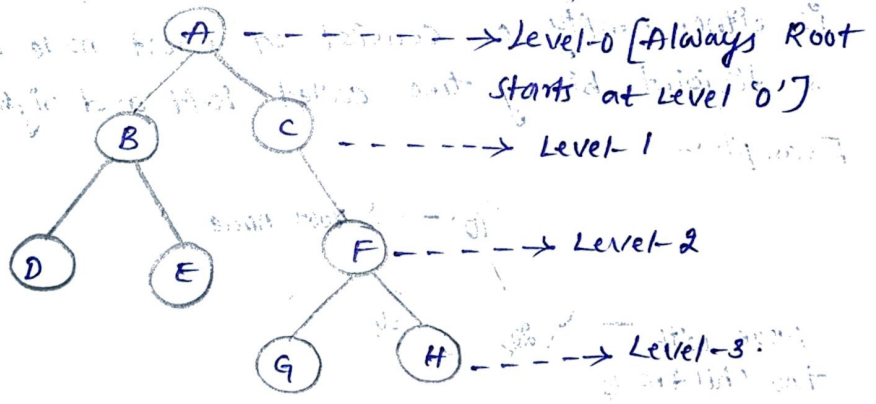 A - - - - - - - → Level-0 [Always Root
starts at Level '0']
B C - - - - - → Level-1
D E F - - - - → Level-2
G H - - - - → Level-3.